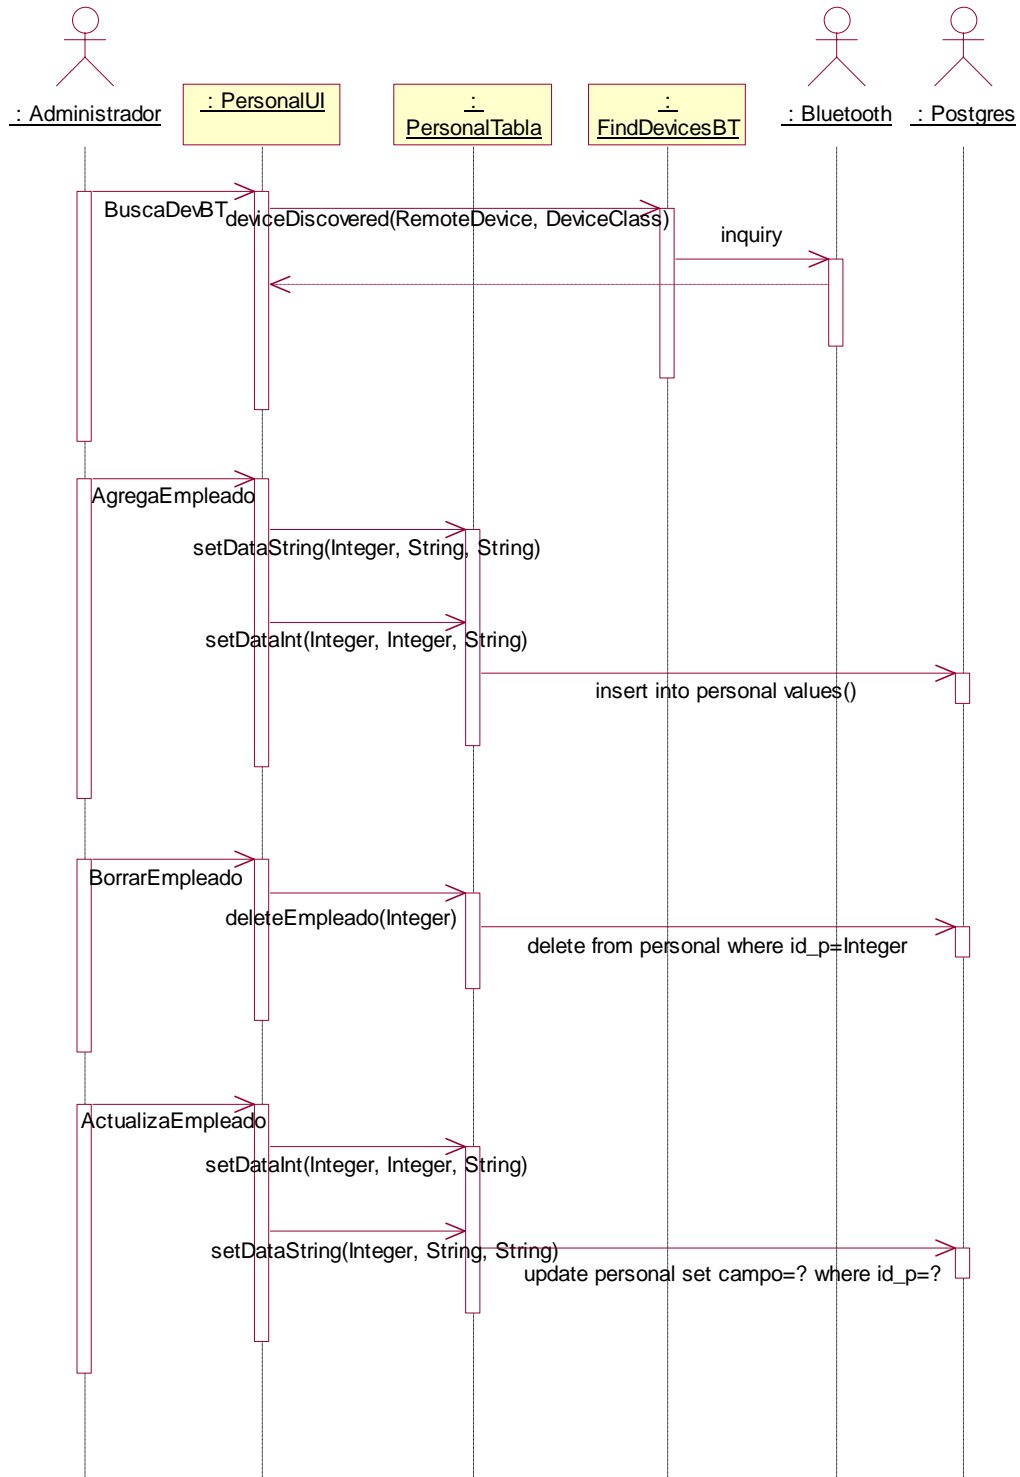 : Administrador
: PersonalUI
:
PersonalTabla
:
FindDevicesBT
: Bluetooth
: Postgres
BuscaDevBT
deviceDiscovered(RemoteDevice, DeviceClass)
inquiry
AgregaEmpleado
setDataString(Integer, String, String)
setDataInt(Integer, Integer, String)
insert into personal values()
BorrarEmpleado
deleteEmpleado(Integer)
delete from personal where id_p=Integer
ActualizaEmpleado
setDataInt(Integer, Integer, String)
setDataString(Integer, String, String)
update personal set campo=? where id_p=?